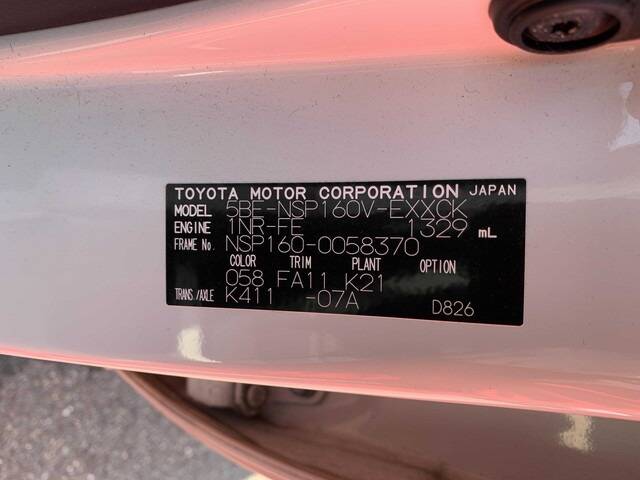 TOYOTA MOTOR CORPORATION JAPAN
MODEL 5BE-NSP160V-EXXCK
ENGINE 1NR-FE 1329 mL
FRAME No. NSP160-0058370
COLOR TRIM PLANT OPTION
058 FA11 K21
TRANS./AXLE K411 -07A
D826